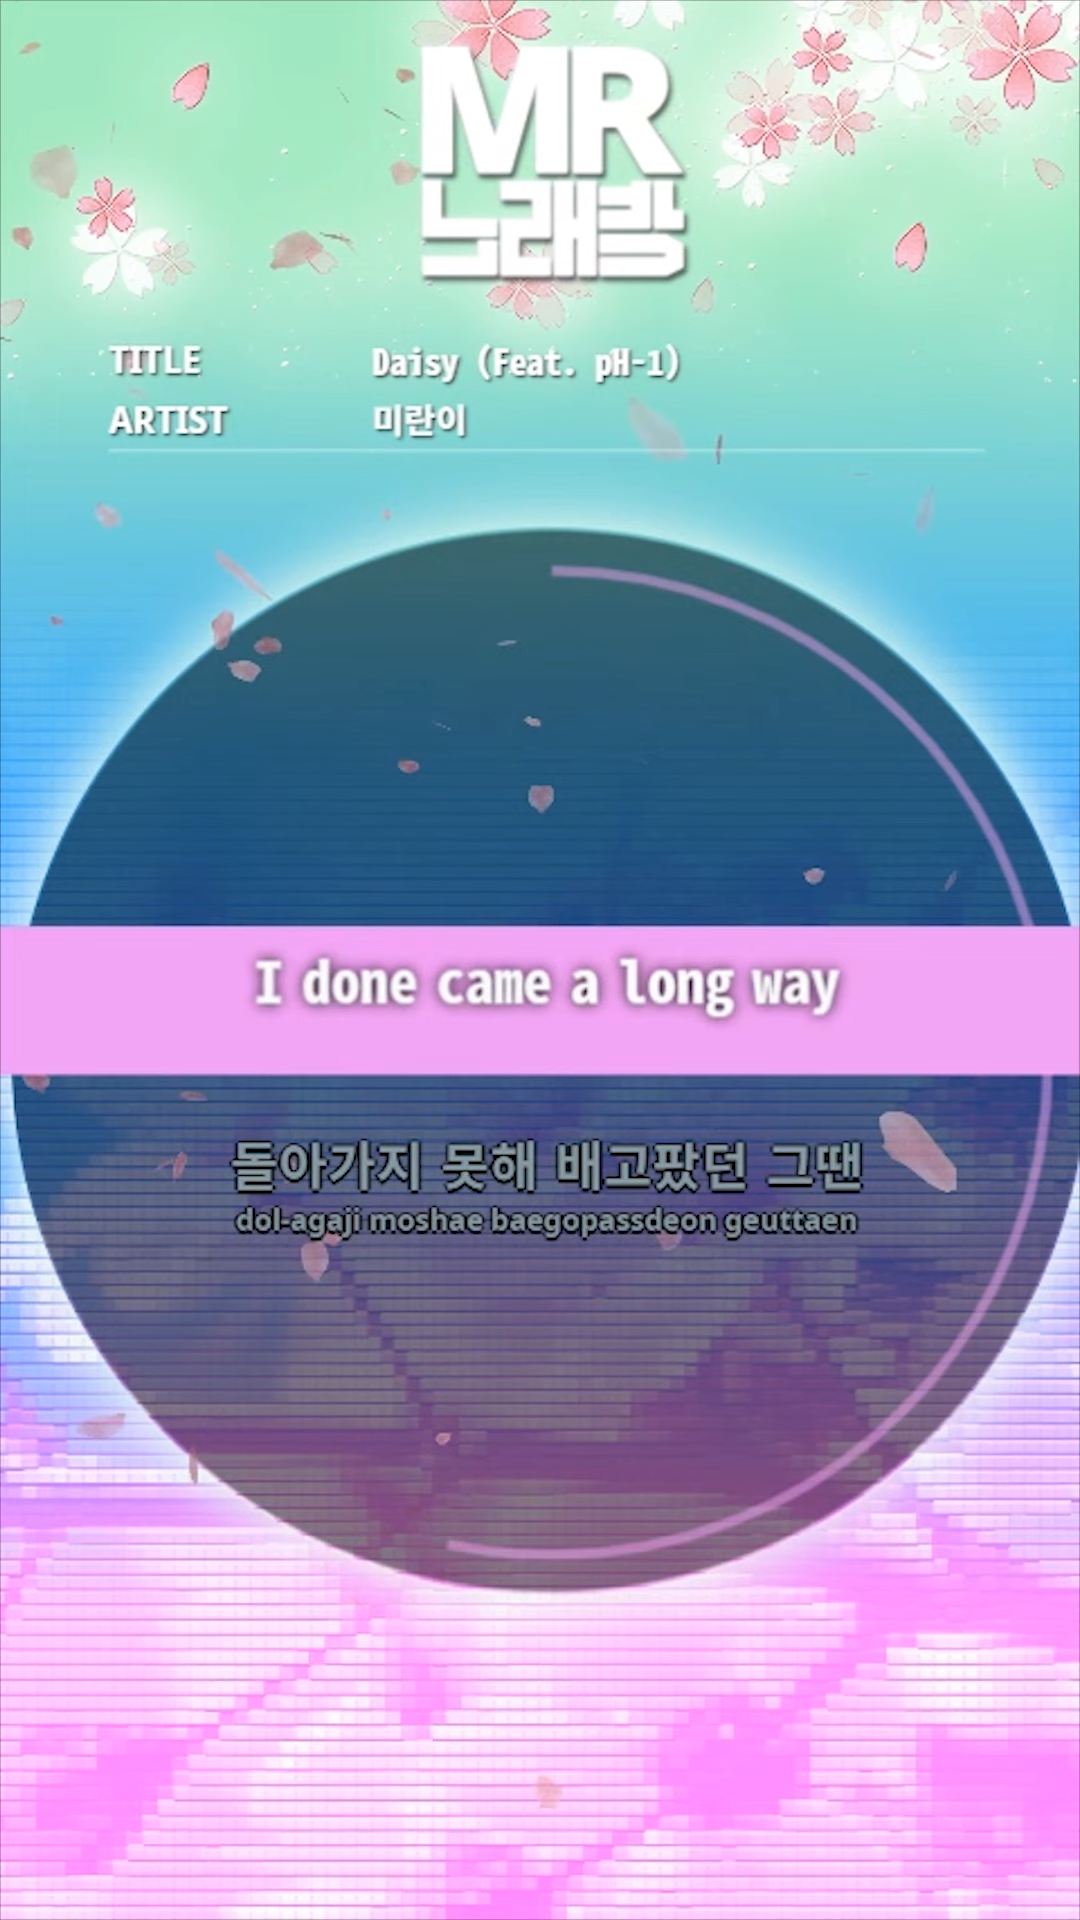 MR
노래방
TITLE Daisy (Feat. pH-1)
ARTIST 미란이
I done came a long way
돌아가지 못해 배고팠던 그땐
dol-agaji moshae baegopassdeon geuttaen